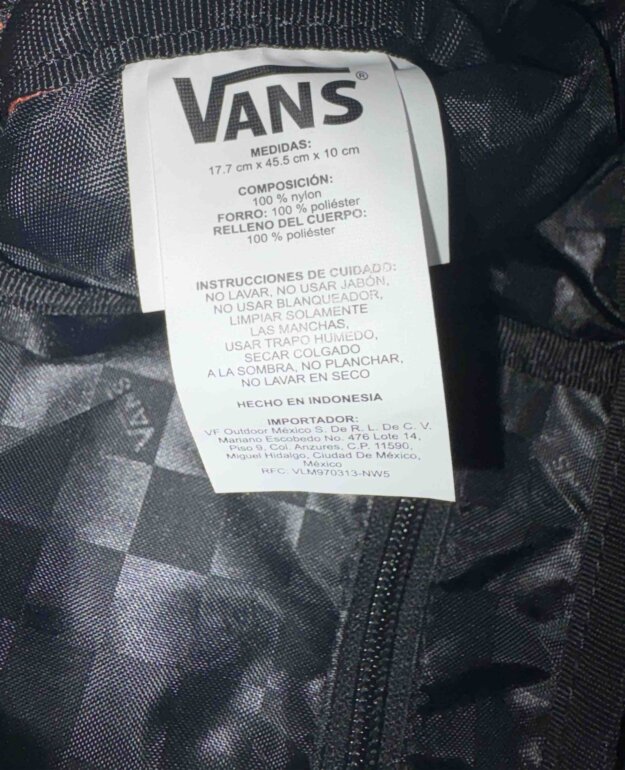 VANS®
MEDIDAS:
17.7 cm x 45.5 cm x 10 cm
COMPOSICIÓN:
100 % nylon
FORRO: 100 % poliéster
RELLENO DEL CUERPO:
100 % poliéster
INSTRUCCIONES DE CUIDADO:
NO LAVAR, NO USAR JABÓN,
NO USAR BLANQUEADOR,
LIMPIAR SOLAMENTE
LAS MANCHAS,
USAR TRAPO HUMEDO,
SECAR COLGADO
A LA SOMBRA, NO PLANCHAR,
NO LAVAR EN SECO
HECHO EN INDONESIA
IMPORTADOR:
VF Outdoor México S. De R. L. De C. V.
Mariano Escobedo No. 476 Lote 14,
Piso 9, Col. Anzures, C.P. 11590,
Miguel Hidalgo, Ciudad De México,
México
RFC: VLM970313-NW5
VANS